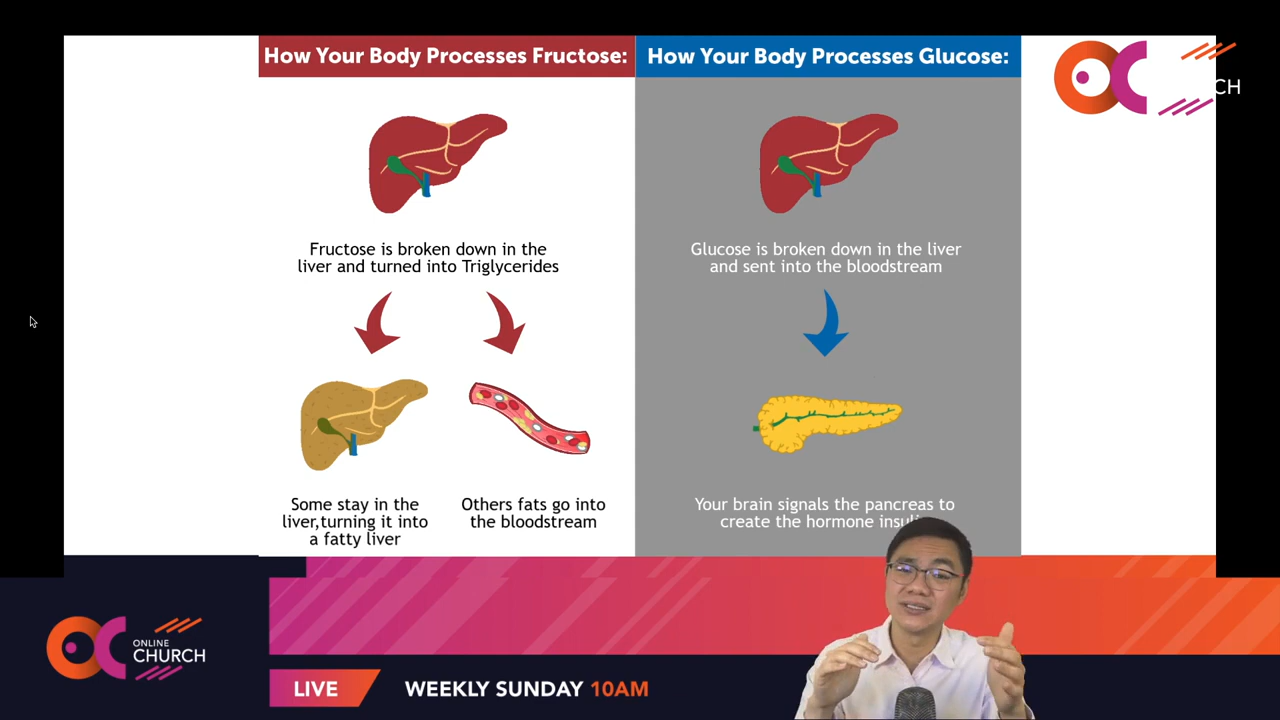 How Your Body Processes Fructose:
How Your Body Processes Glucose:
CH
Fructose is broken down in the
liver and turned into Triglycerides
Glucose is broken down in the liver
and sent into the bloodstream
Some stay in the
liver,turning it into
a fatty liver
Others fats go into
the bloodstream
Your brain signals the pancreas to
create the hormone insuli
ONLINE
CHURCH
LIVE
WEEKLY SUNDAY 10AM